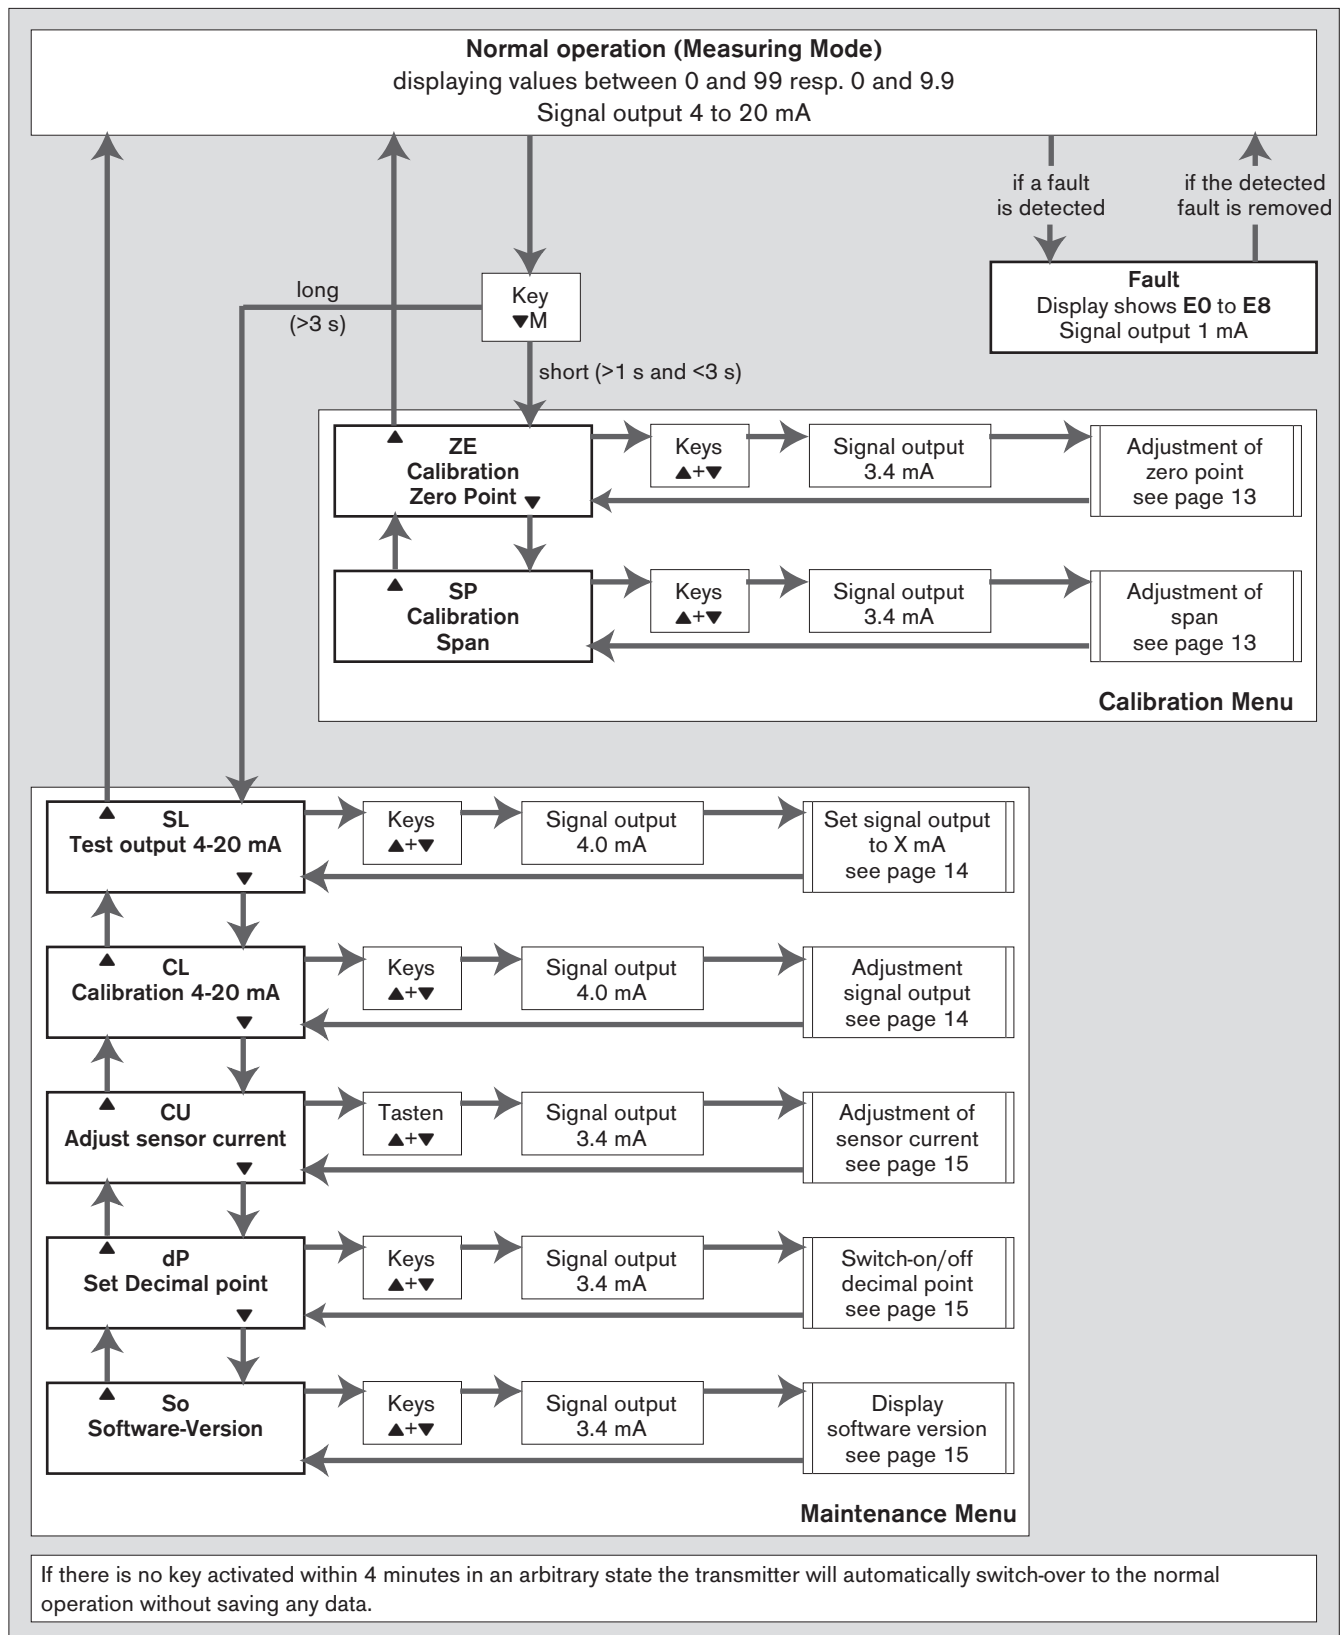 Normal operation (Measuring Mode)
displaying values between 0 and 99 resp. 0 and 9.9
Signal output 4 to 20 mA
if a fault
is detected
if the detected
fault is removed
Fault
Display shows E0 to E8
Signal output 1 mA
long
(>3 s)
Key
▼M
short (>1 s and <3 s)
▲ ZE
Calibration
Zero Point ▼
Keys
▲+▼
Signal output
3.4 mA
Adjustment of
zero point
see page 13
▲ SP
Calibration
Span
Keys
▲+▼
Signal output
3.4 mA
Adjustment of
span
see page 13
Calibration Menu
▲ SL
Test output 4-20 mA
▼
Keys
▲+▼
Signal output
4.0 mA
Set signal output
to X mA
see page 14
▲ CL
Calibration 4-20 mA
▼
Keys
▲+▼
Signal output
4.0 mA
Adjustment
signal output
see page 14
▲ CU
Adjust sensor current
▼
Tasten
▲+▼
Signal output
3.4 mA
Adjustment of
sensor current
see page 15
▲ dP
Set Decimal point
▼
Keys
▲+▼
Signal output
3.4 mA
Switch-on/off
decimal point
see page 15
▲ So
Software-Version
Keys
▲+▼
Signal output
3.4 mA
Display
software version
see page 15
Maintenance Menu
If there is no key activated within 4 minutes in an arbitrary state the transmitter will automatically switch-over to the normal
operation without saving any data.